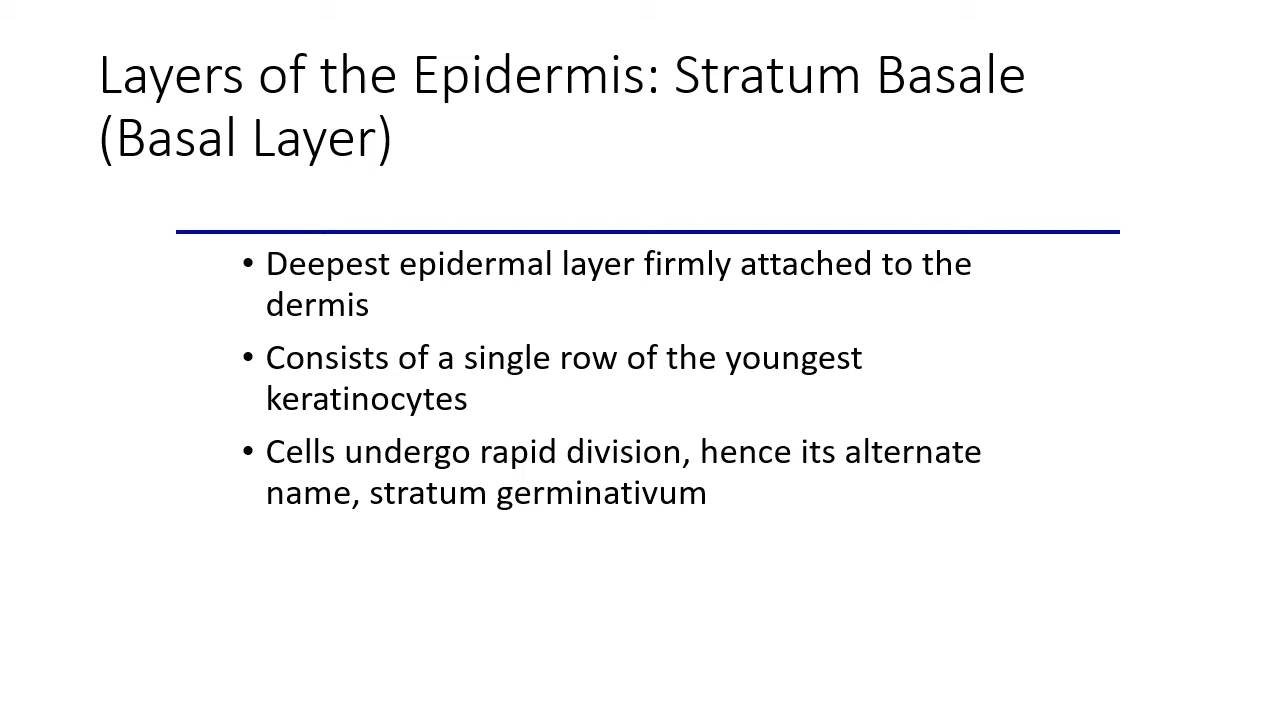 Layers of the Epidermis: Stratum Basale
(Basal Layer)
• Deepest epidermal layer firmly attached to the
dermis
• Consists of a single row of the youngest
keratinocytes
• Cells undergo rapid division, hence its alternate
name, stratum germinativum